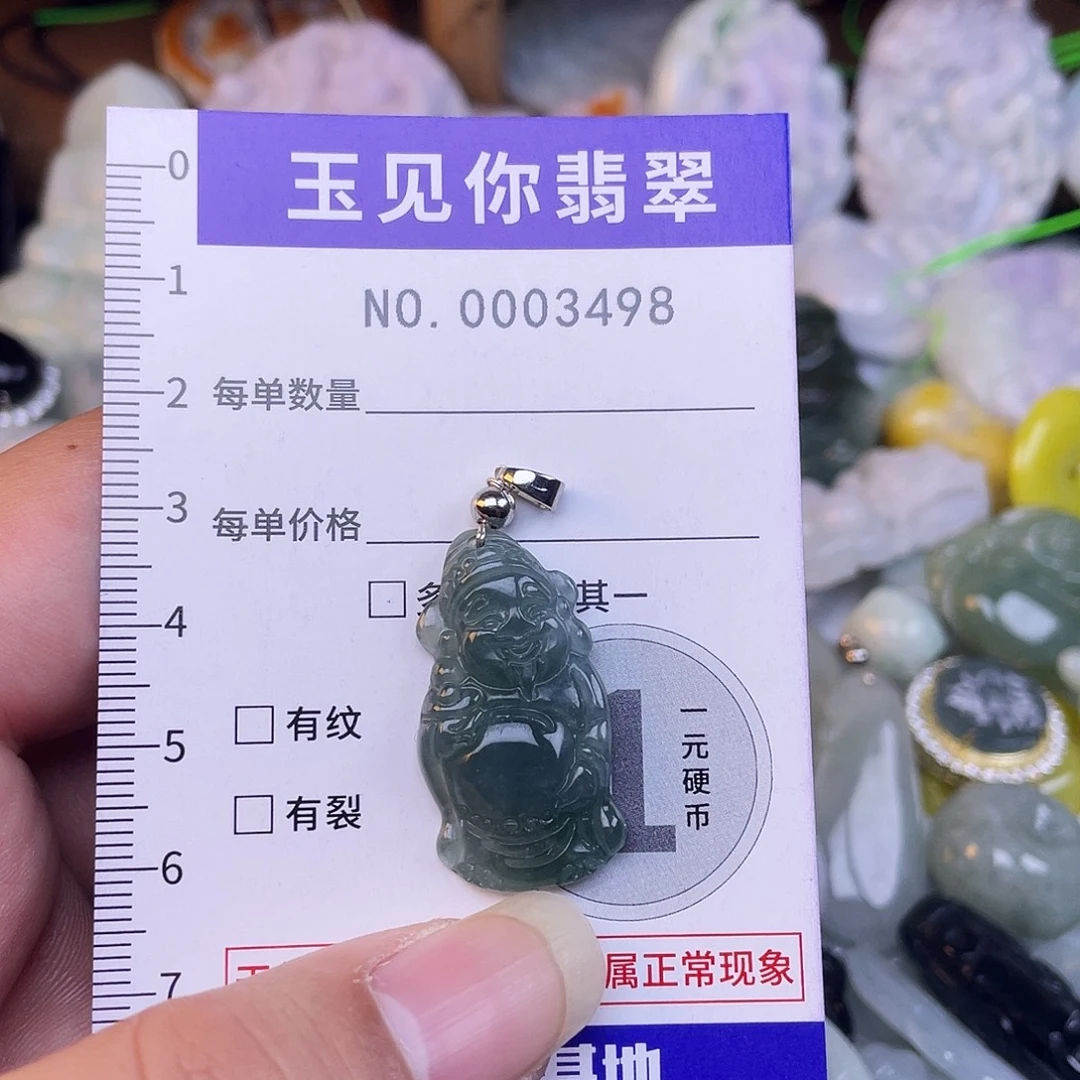 玉见你翡翠
NO.0003498
0
1
2
3
4
5
6
7
每单数量
每单价格
□ 其一
□ 有纹
□ 有裂
1
一元硬币
属正常现象
基地